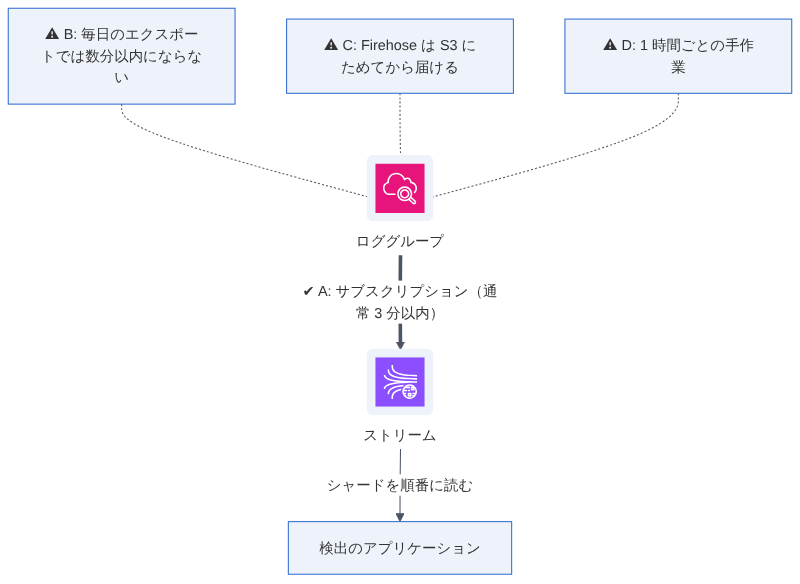 ⚠ B: 毎日のエクスポー
トでは数分以内にならな
い
⚠ C: Firehose は S3 に
ためてから届ける
⚠ D: 1 時間ごとの手作
業
ロググループ
✔ A: サブスクリプション（通
常 3 分以内）
ストリーム
シャードを順番に読む
検出のアプリケーション